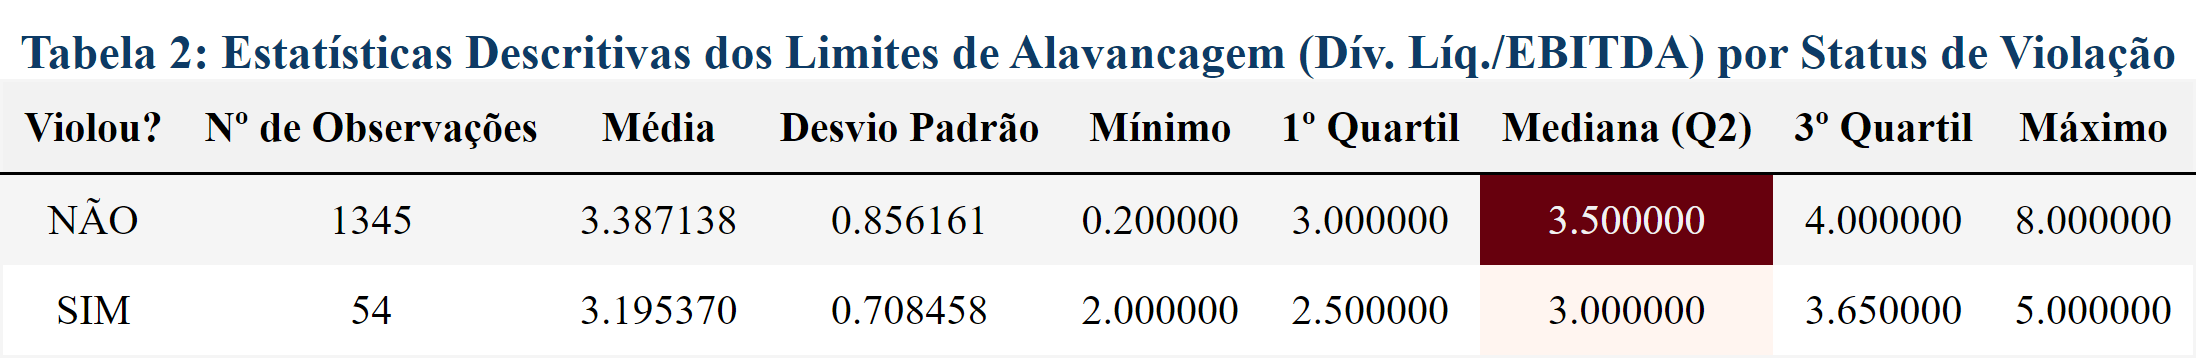 Tabela 2: Estatísticas Descritivas dos Limites de Alavancagem (Dív. Líq./EBITDA) por Status de Violação
Violou? Nº de Observações Média Desvio Padrão Mínimo 1º Quartil Mediana (Q2) 3º Quartil Máximo
NÃO 1345 3.387138 0.856161 0.200000 3.000000 3.500000 4.000000 8.000000
SIM 54 3.195370 0.708458 2.000000 2.500000 3.000000 3.650000 5.000000